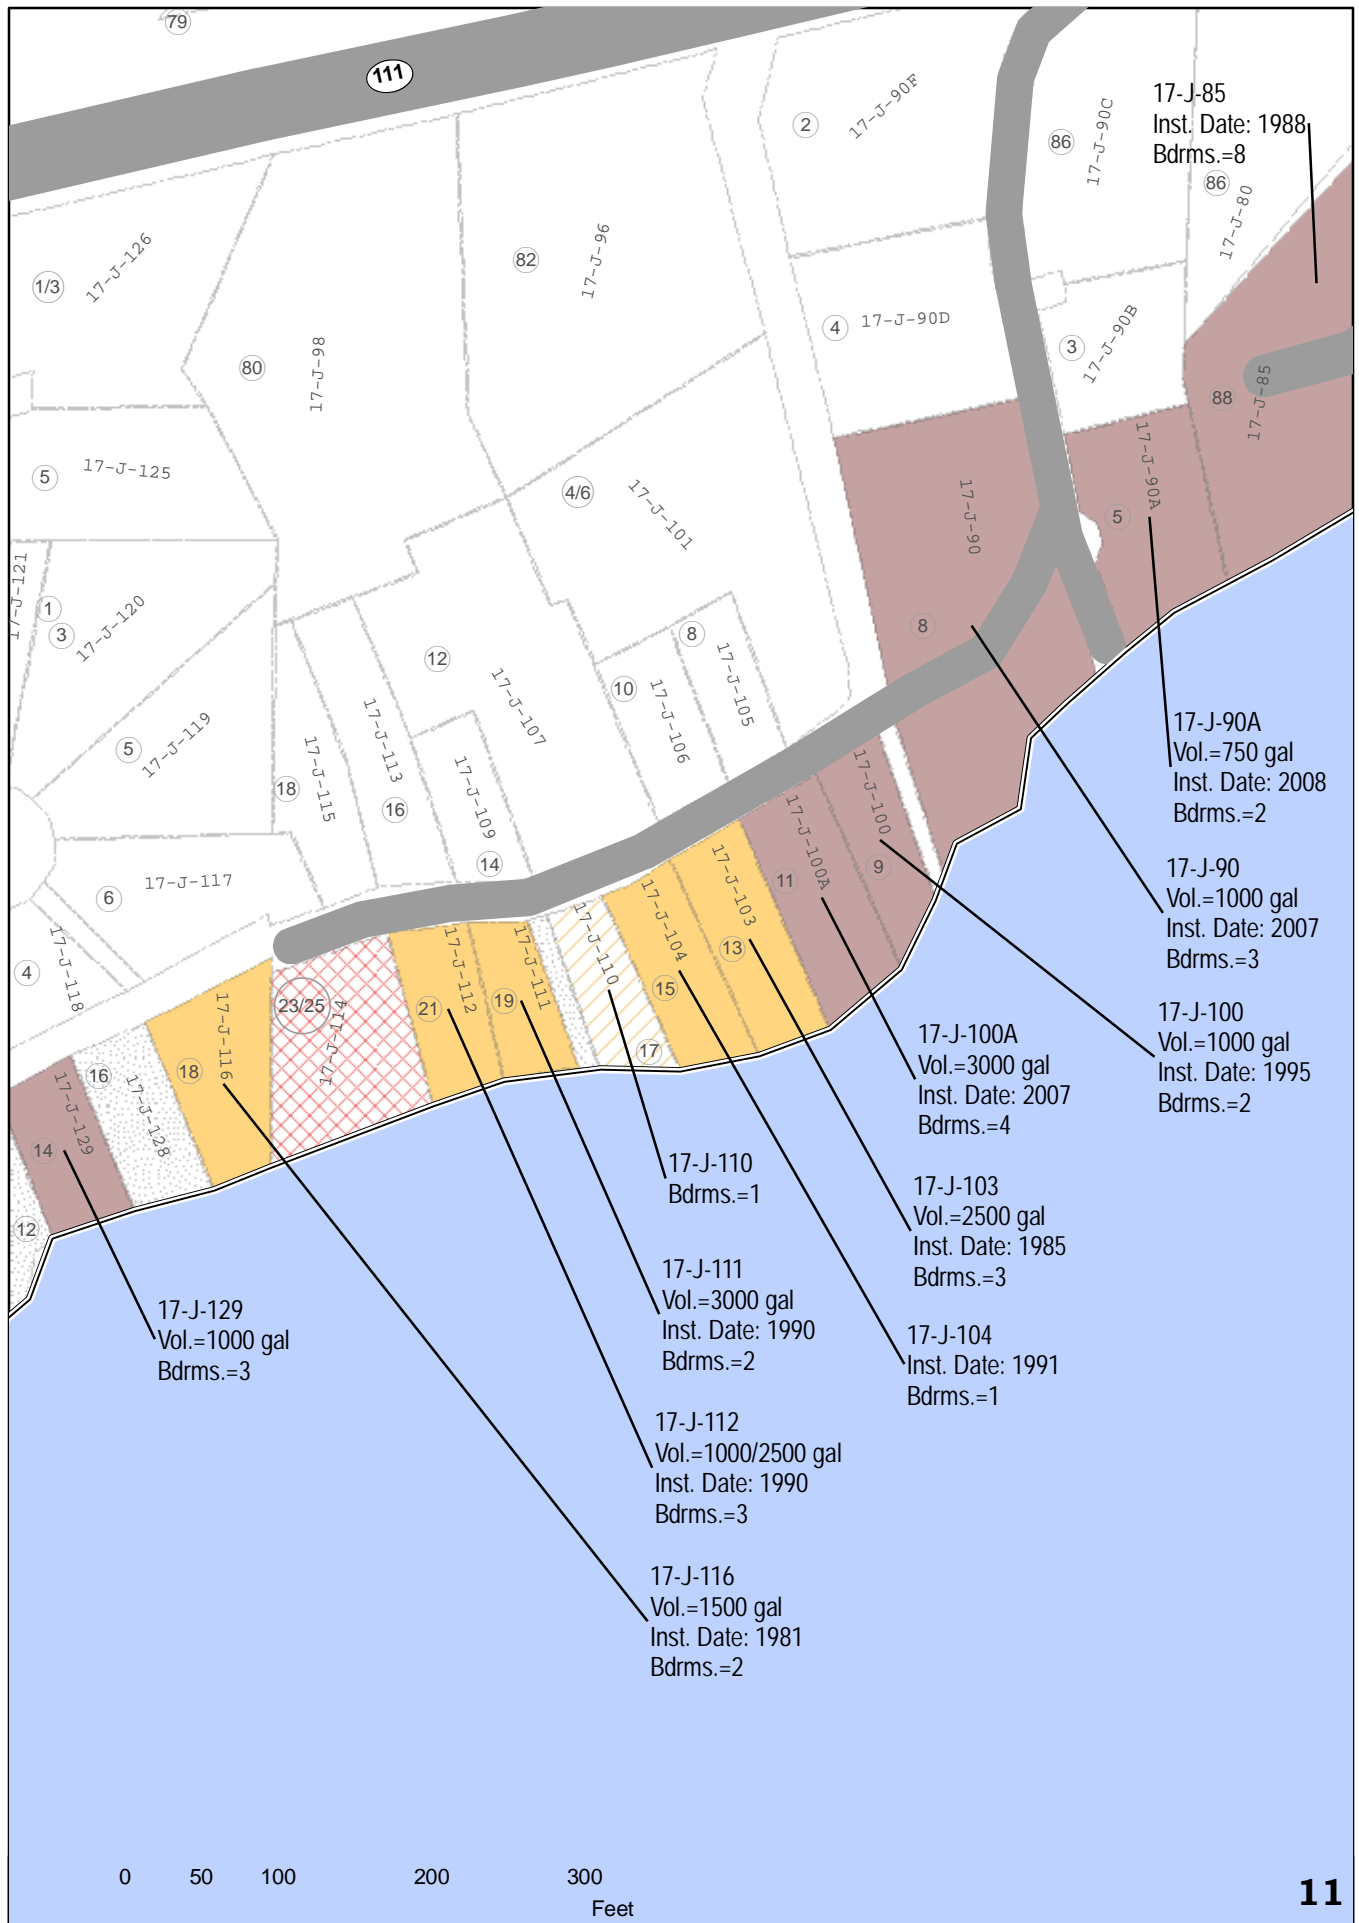 79
111
2
17-J-90F
86
17-J-90C
17-J-85
Inst. Date: 1988
Bdrms.=8
86
17-J-80
1/3
17-J-126
82
17-J-96
80
17-J-98
4
17-J-90D
3
17-J-90B
88
17-J-85
5
17-J-125
4/6
17-J-101
17-J-90
5
17-J-90A
17-J-121
1
3
17-J-120
8
12
17-J-107
8
17-J-105
10
17-J-106
5
17-J-119
18
17-J-115
17-J-113
16
17-J-109
14
17-J-90A
Vol.=750 gal
Inst. Date: 2008
Bdrms.=2
17-J-100
9
17-J-100A
11
17-J-103
13
17-J-104
15
6
17-J-117
17-J-90
Vol.=1000 gal
Inst. Date: 2007
Bdrms.=3
4
17-J-118
17-J-110
17
17-J-111
19
17-J-112
21
23/25
17-J-114
17-J-116
18
16
17-J-128
17-J-129
14
12
17-J-100
Vol.=1000 gal
Inst. Date: 1995
Bdrms.=2
17-J-100A
Vol.=3000 gal
Inst. Date: 2007
Bdrms.=4
17-J-110
Bdrms.=1
17-J-103
Vol.=2500 gal
Inst. Date: 1985
Bdrms.=3
17-J-111
Vol.=3000 gal
Inst. Date: 1990
Bdrms.=2
17-J-129
Vol.=1000 gal
Bdrms.=3
17-J-104
Inst. Date: 1991
Bdrms.=1
17-J-112
Vol.=1000/2500 gal
Inst. Date: 1990
Bdrms.=3
17-J-116
Vol.=1500 gal
Inst. Date: 1981
Bdrms.=2
0 50 100 200 300
Feet
11